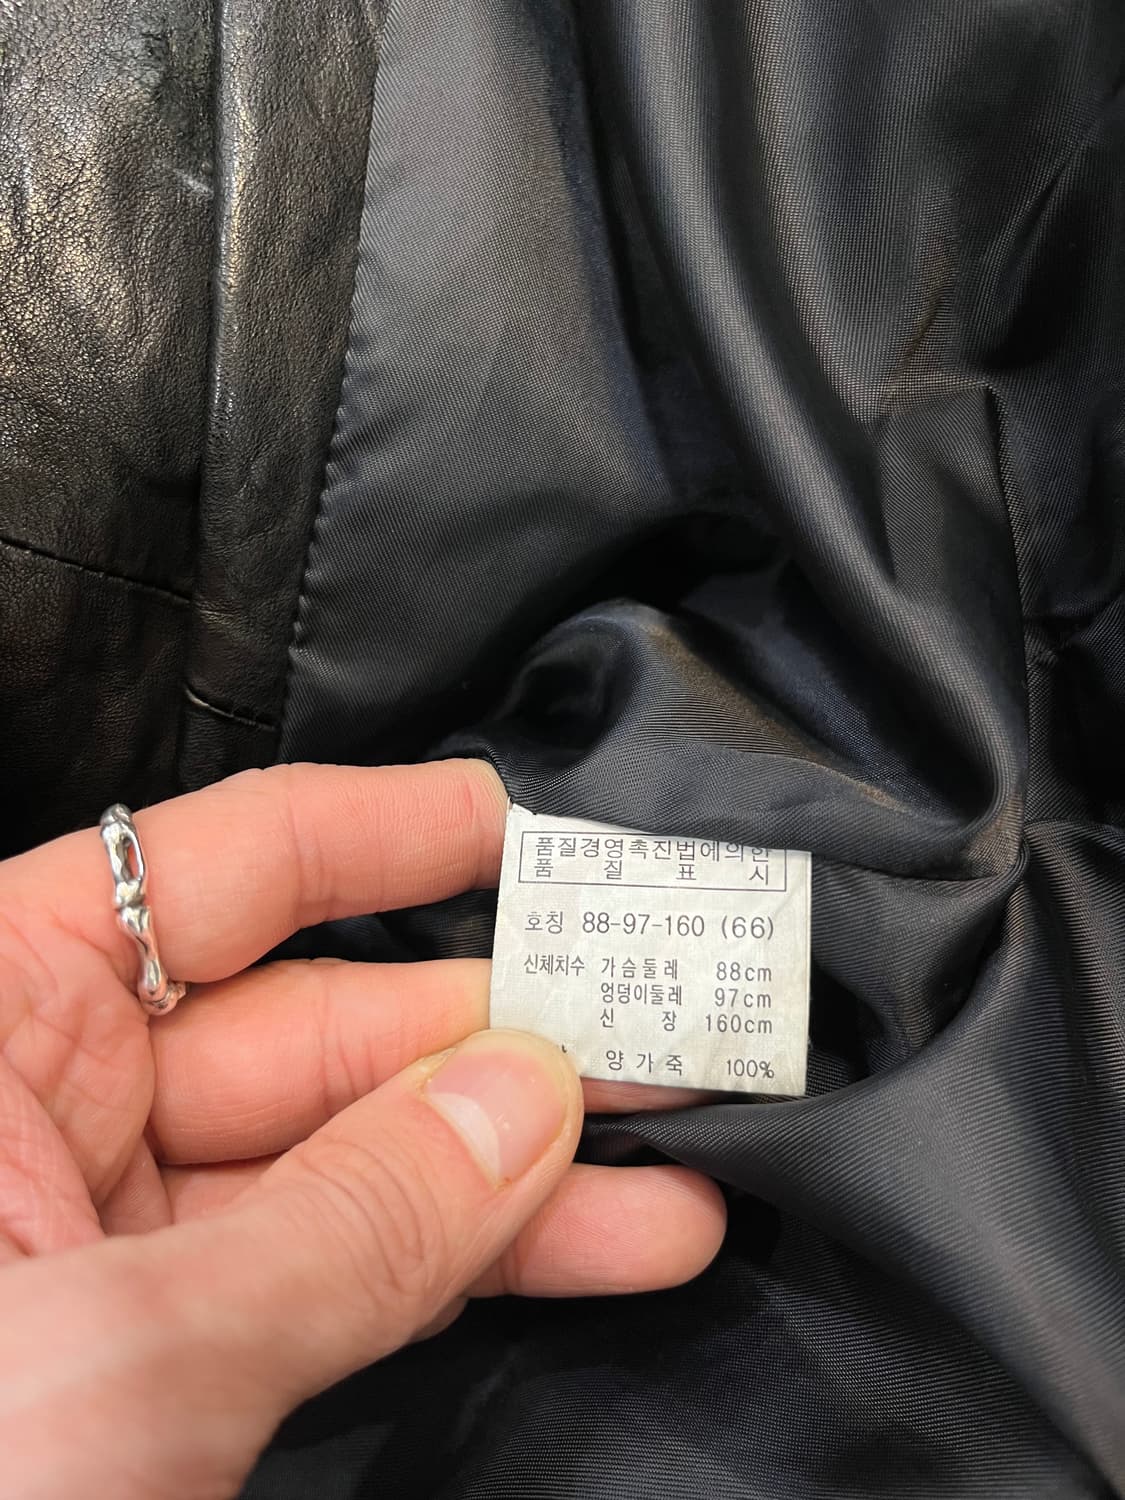 품질경영촉진법에의한
품 질 표 시
호칭 88-97-160 (66)
신체치수 가슴둘레 88cm
엉덩이둘레 97cm
신 장 160cm
양가죽 100%